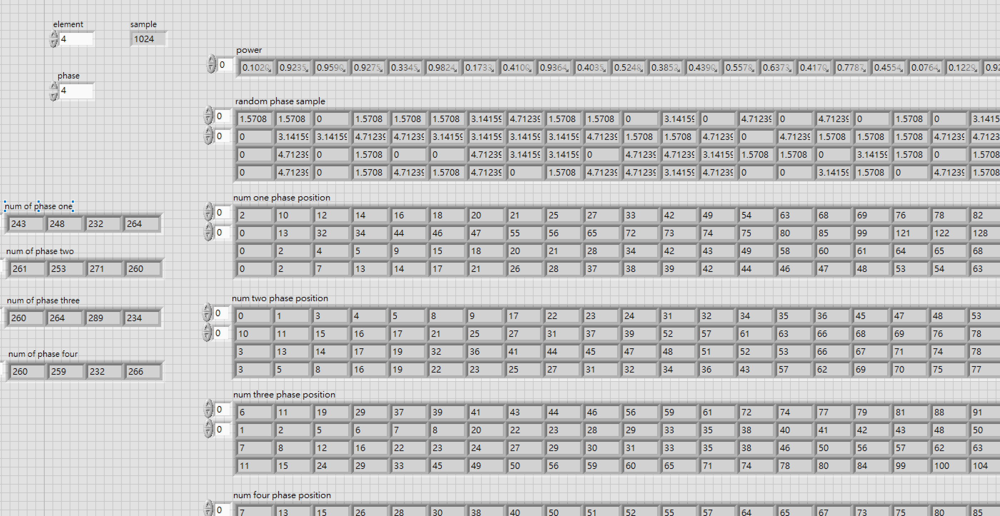 element sample
4 1024
power
0 0.1020 0.9235 0.9590 0.9275 0.3345 0.9824 0.1733 0.4100 0.9364 0.4035 0.5248 0.3852 0.4390 0.5578 0.6373 0.4170 0.7787 0.4554 0.0764 0.1229 0.92
phase
4
random phase sample
0 1.5708 1.5708 0 1.5708 1.5708 1.5708 3.14159 4.71239 1.5708 1.5708 0 3.14159 0 4.71239 0 4.71239 0 1.5708 0 3.1415
0 0 3.14159 3.14159 4.71239 4.71239 3.14159 3.14159 3.14159 3.14159 4.71239 1.5708 1.5708 4.71239 0 4.71239 1.5708 1.5708 1.5708 4.71239 4.7123
0 4.71239 0 1.5708 0 0 4.71239 3.14159 3.14159 0 4.71239 4.71239 3.14159 1.5708 1.5708 0 3.14159 1.5708 0 1.5708
0 4.71239 0 1.5708 4.71239 1.5708 4.71239 0 1.5708 4.71239 4.71239 3.14159 4.71239 0 0 3.14159 1.5708 0 4.71239 1.5708
num of phase one
243 248 232 264
num of phase two
261 253 271 260
num of phase three
260 264 289 234
num of phase four
260 259 232 266
num one phase position
0 2 10 12 14 16 18 20 21 25 27 33 42 49 54 63 68 69 76 78 82
0 0 13 32 34 44 46 47 55 56 65 72 73 74 75 80 85 99 121 122 128
0 2 4 5 9 15 18 20 21 28 34 42 43 49 58 60 61 64 65 68
0 2 7 13 14 17 21 26 28 37 38 39 42 44 46 47 48 53 54 63
num two phase position
0 0 1 3 4 5 8 9 17 22 23 24 31 32 34 35 36 45 47 48 53
0 10 11 15 16 17 21 25 27 31 37 39 52 57 61 63 66 68 69 76 78
3 13 14 17 19 32 36 41 44 45 47 48 51 52 53 66 67 71 74 78
3 5 8 16 19 22 23 25 27 31 32 34 36 43 57 62 69 70 75 77
num three phase position
0 6 11 19 29 37 39 41 43 44 46 56 59 61 72 74 77 79 81 88 91
0 1 2 5 6 7 8 20 22 23 28 29 33 35 38 40 41 42 43 48 50
7 8 12 16 22 23 24 27 29 30 31 33 35 38 46 50 56 57 62 63
11 15 24 29 33 45 49 50 56 59 60 65 71 74 78 80 84 99 100 104
num four phase position
0 7 13 15 26 28 30 38 40 50 51 52 55 57 64 65 67 73 75 80 85